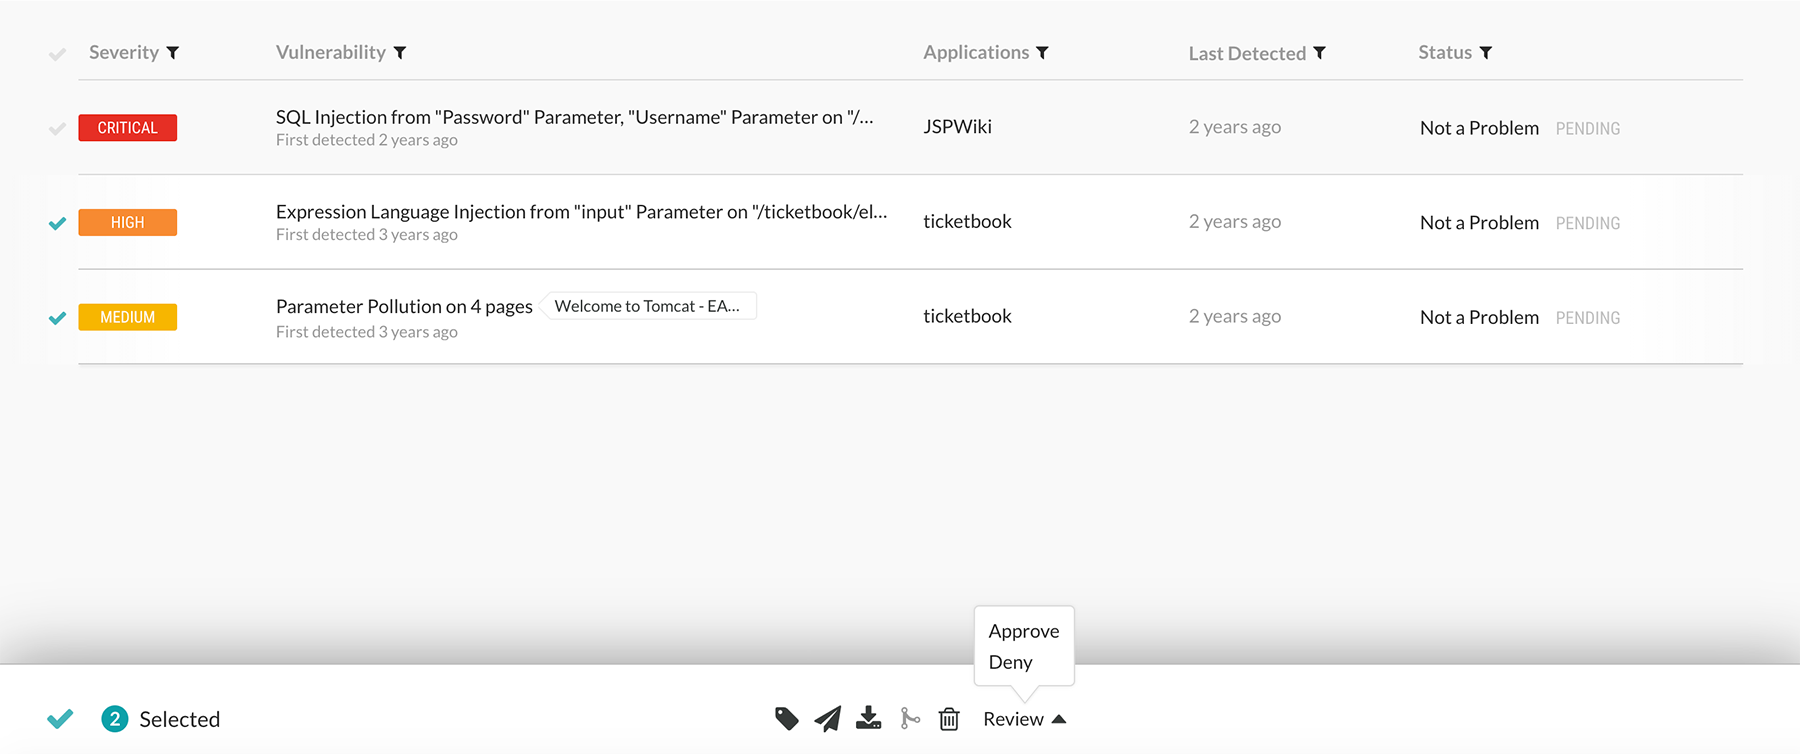 Severity Vulnerability Applications Last Detected Status
CRITICAL SQL Injection from "Password" Parameter, "Username" Parameter on "/... JSPWiki 2 years ago Not a Problem PENDING
First detected 2 years ago
HIGH Expression Language Injection from "input" Parameter on "/ticketbook/el... ticketbook 2 years ago Not a Problem PENDING
First detected 3 years ago
MEDIUM Parameter Pollution on 4 pages Welcome to Tomcat - EA... ticketbook 2 years ago Not a Problem PENDING
First detected 3 years ago
Approve
Deny
2 Selected Review